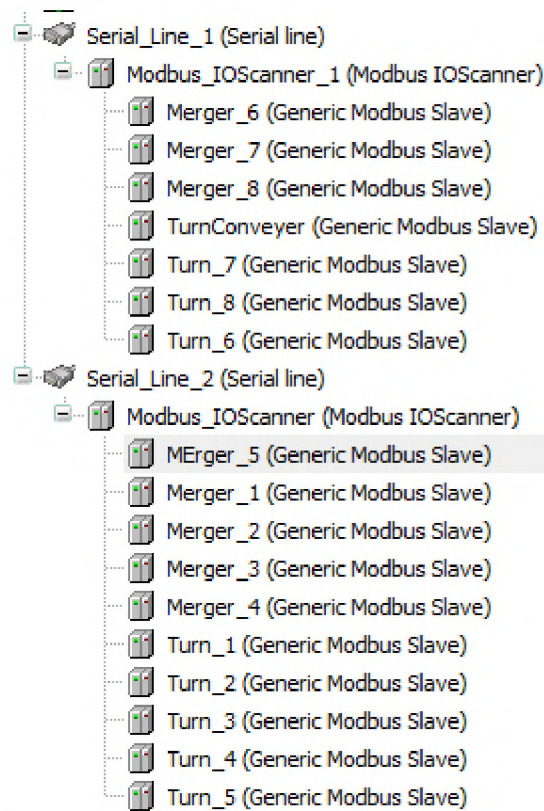 Serial_Line_1 (Serial line)
Modbus_IOScanner_1 (Modbus IOScanner)
Merger_6 (Generic Modbus Slave)
Merger_7 (Generic Modbus Slave)
Merger_8 (Generic Modbus Slave)
TurnConveyer (Generic Modbus Slave)
Turn_7 (Generic Modbus Slave)
Turn_8 (Generic Modbus Slave)
Turn_6 (Generic Modbus Slave)
Serial_Line_2 (Serial line)
Modbus_IOScanner (Modbus IOScanner)
MErger_5 (Generic Modbus Slave)
Merger_1 (Generic Modbus Slave)
Merger_2 (Generic Modbus Slave)
Merger_3 (Generic Modbus Slave)
Merger_4 (Generic Modbus Slave)
Turn_1 (Generic Modbus Slave)
Turn_2 (Generic Modbus Slave)
Turn_3 (Generic Modbus Slave)
Turn_4 (Generic Modbus Slave)
Turn_5 (Generic Modbus Slave)